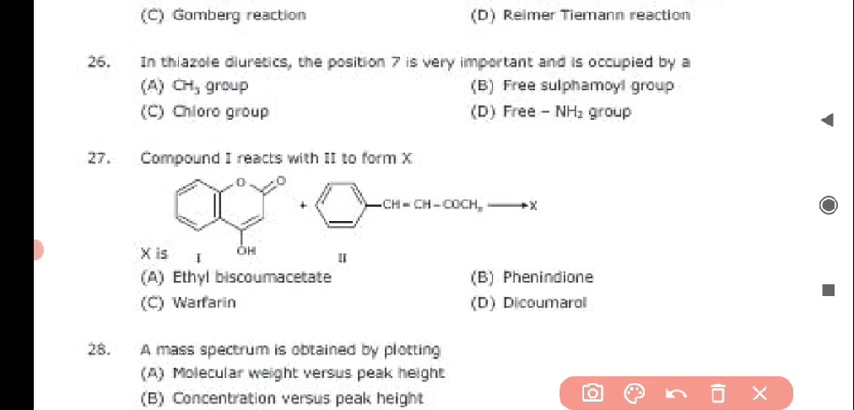 (C) Gomberg reaction (D) Reimer Tiemann reaction
26. In thiazole diuretics, the position 7 is very important and is occupied by a
(A) CH₃ group (B) Free sulphamoyl group
(C) Chloro group (D) Free – NH₂ group
27. Compound I reacts with II to form X
O O
+ CH=CH–COCH₃ → X
OH
X is I II
(A) Ethyl biscoumacetate (B) Phenindione
(C) Warfarin (D) Dicoumarol
28. A mass spectrum is obtained by plotting
(A) Molecular weight versus peak height
(B) Concentration versus peak height